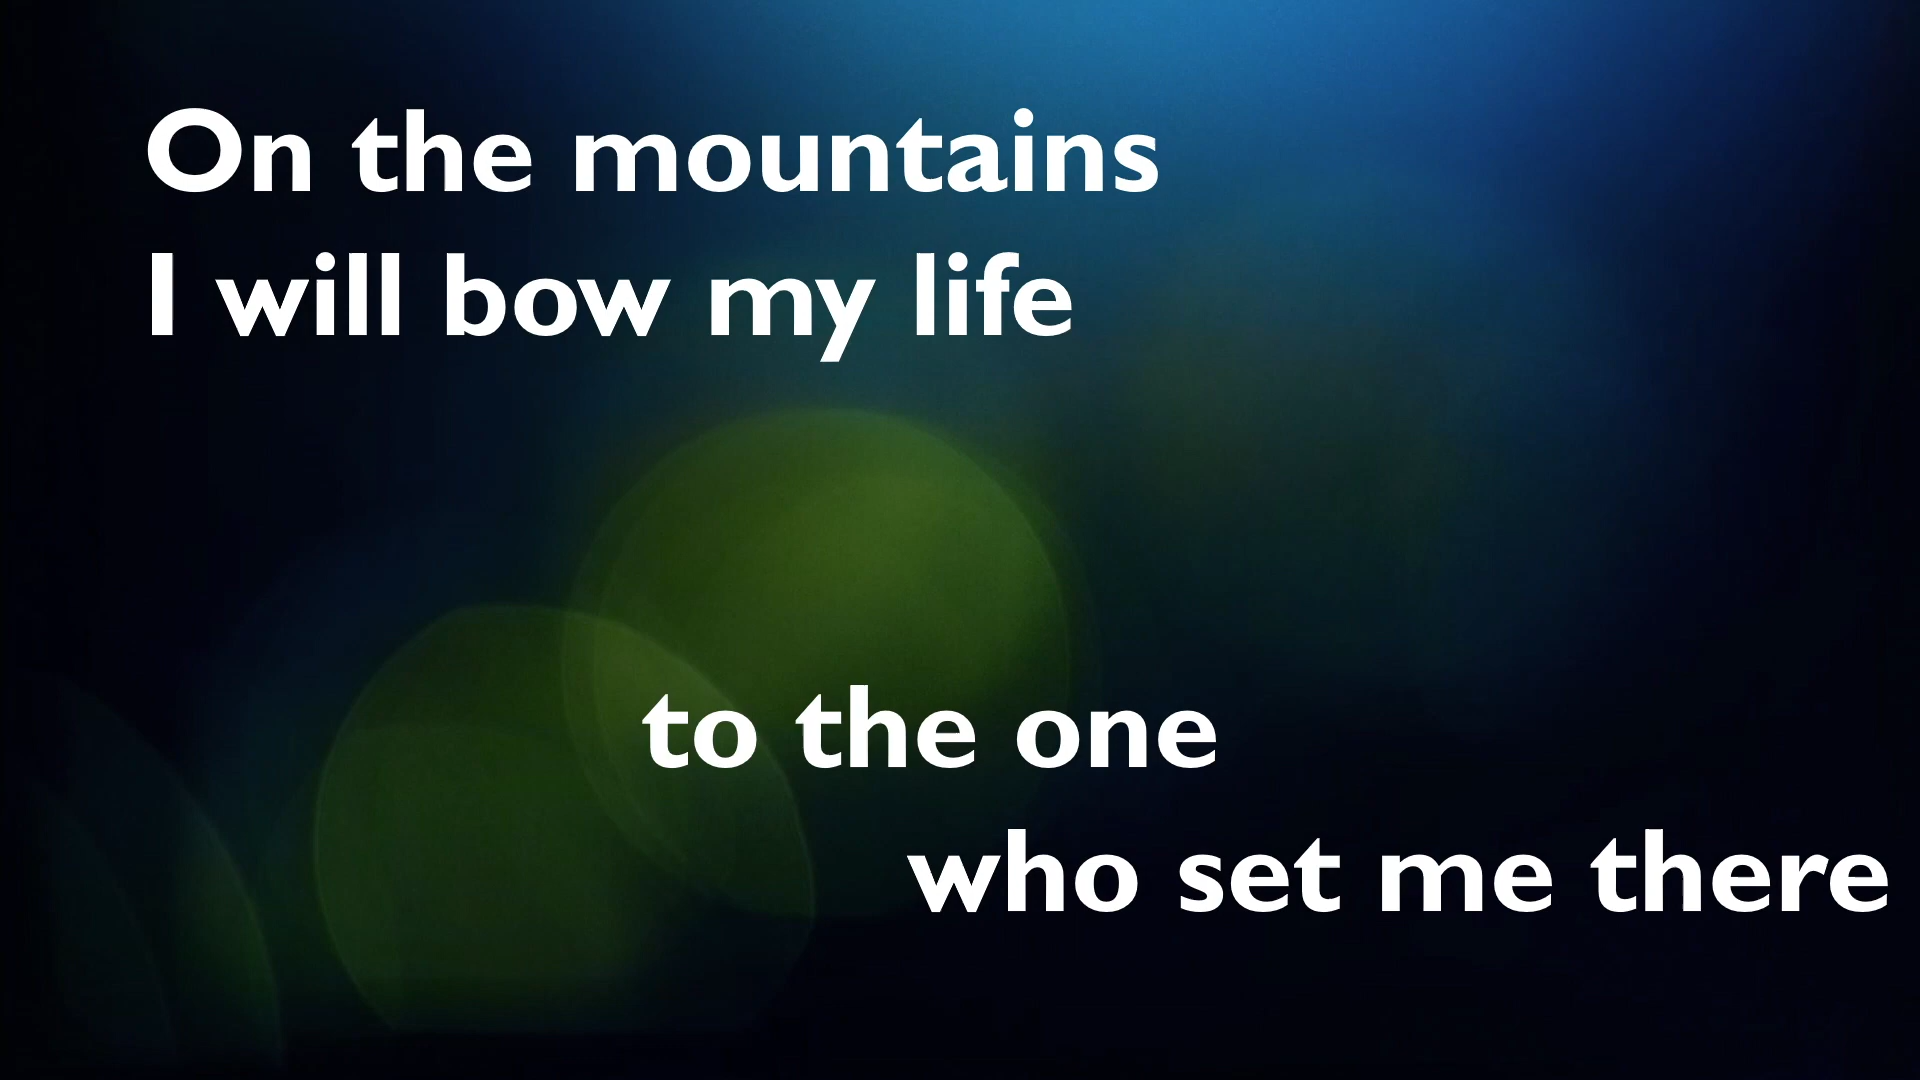 On the mountains
I will bow my life
to the one
who set me there